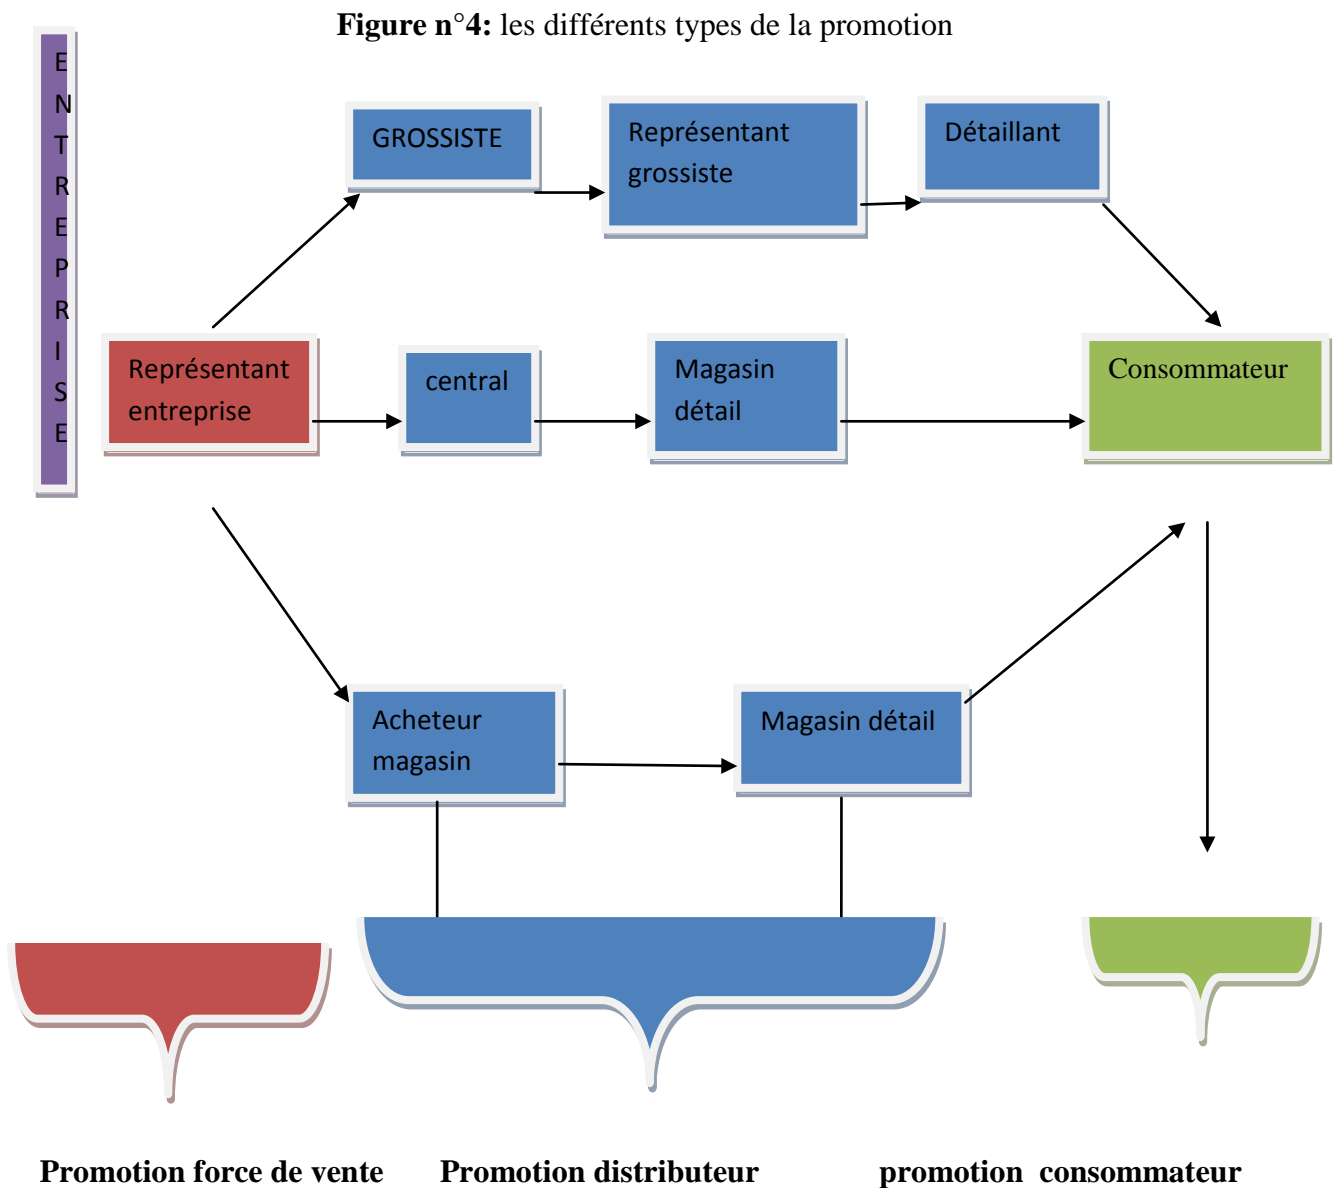 Figure n°4: les différents types de la promotion
E
N
T
R
E
P
R
I
S
E
GROSSISTE
Représentant
grossiste
Détaillant
Représentant
entreprise
central
Magasin
détail
Consommateur
Acheteur
magasin
Magasin détail
Promotion force de vente
Promotion distributeur
promotion consommateur